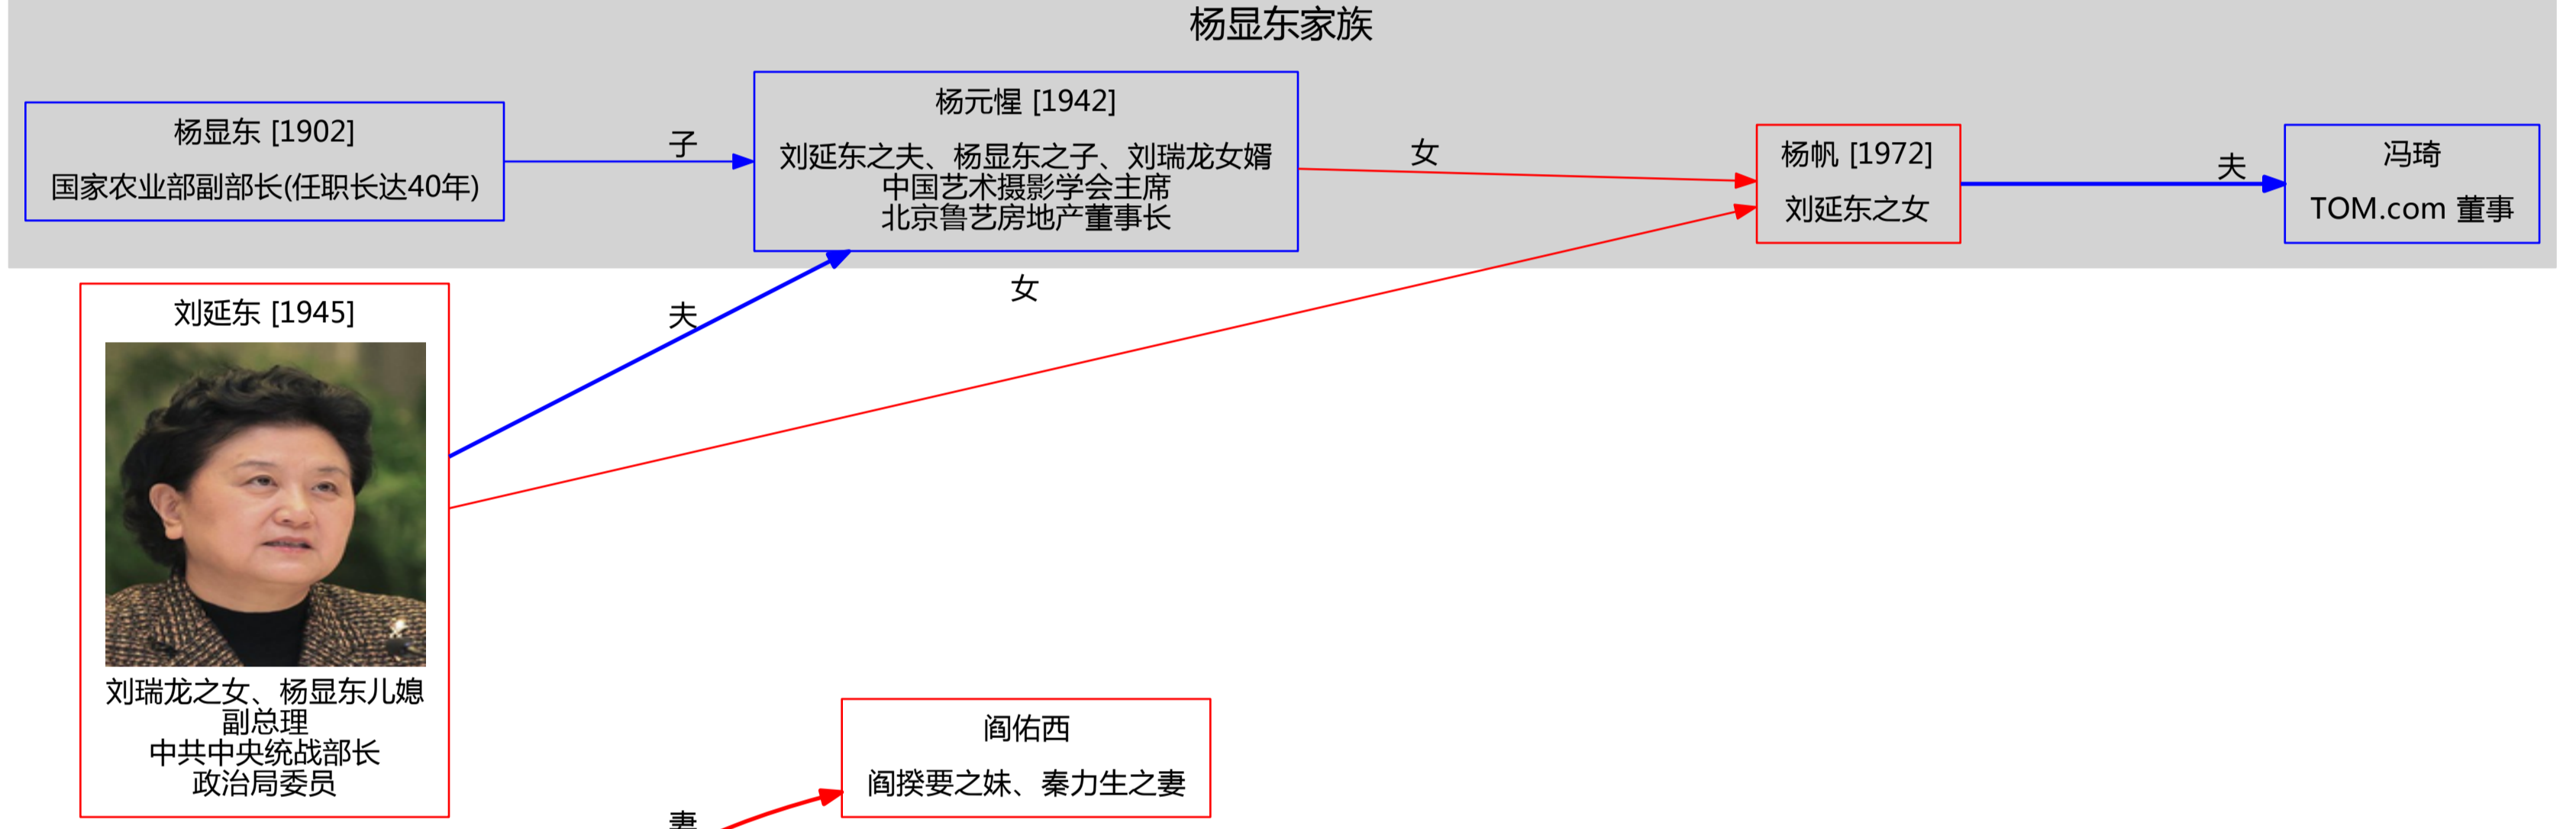 杨显东家族
杨显东 [1902]
国家农业部副部长(任职长达40年)
子
杨元惺 [1942]
刘延东之夫、杨显东之子、刘瑞龙女婿
中国艺术摄影学会主席
北京鲁艺房地产董事长
女
杨帆 [1972]
刘延东之女
夫
冯琦
TOM.com 董事
刘延东 [1945]
刘瑞龙之女、杨显东儿媳
副总理
中共中央统战部长
政治局委员
夫
女
阎佑西
阎揆要之妹、秦力生之妻
妻